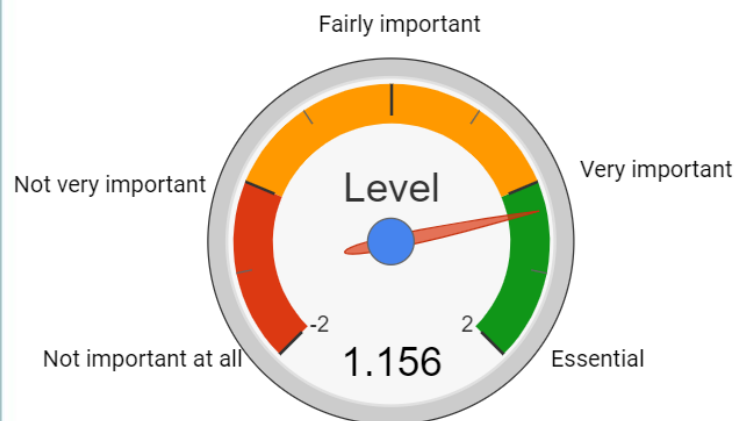 Fairly important
Not very important
Very important
Level
-2
2
Not important at all
1.156
Essential